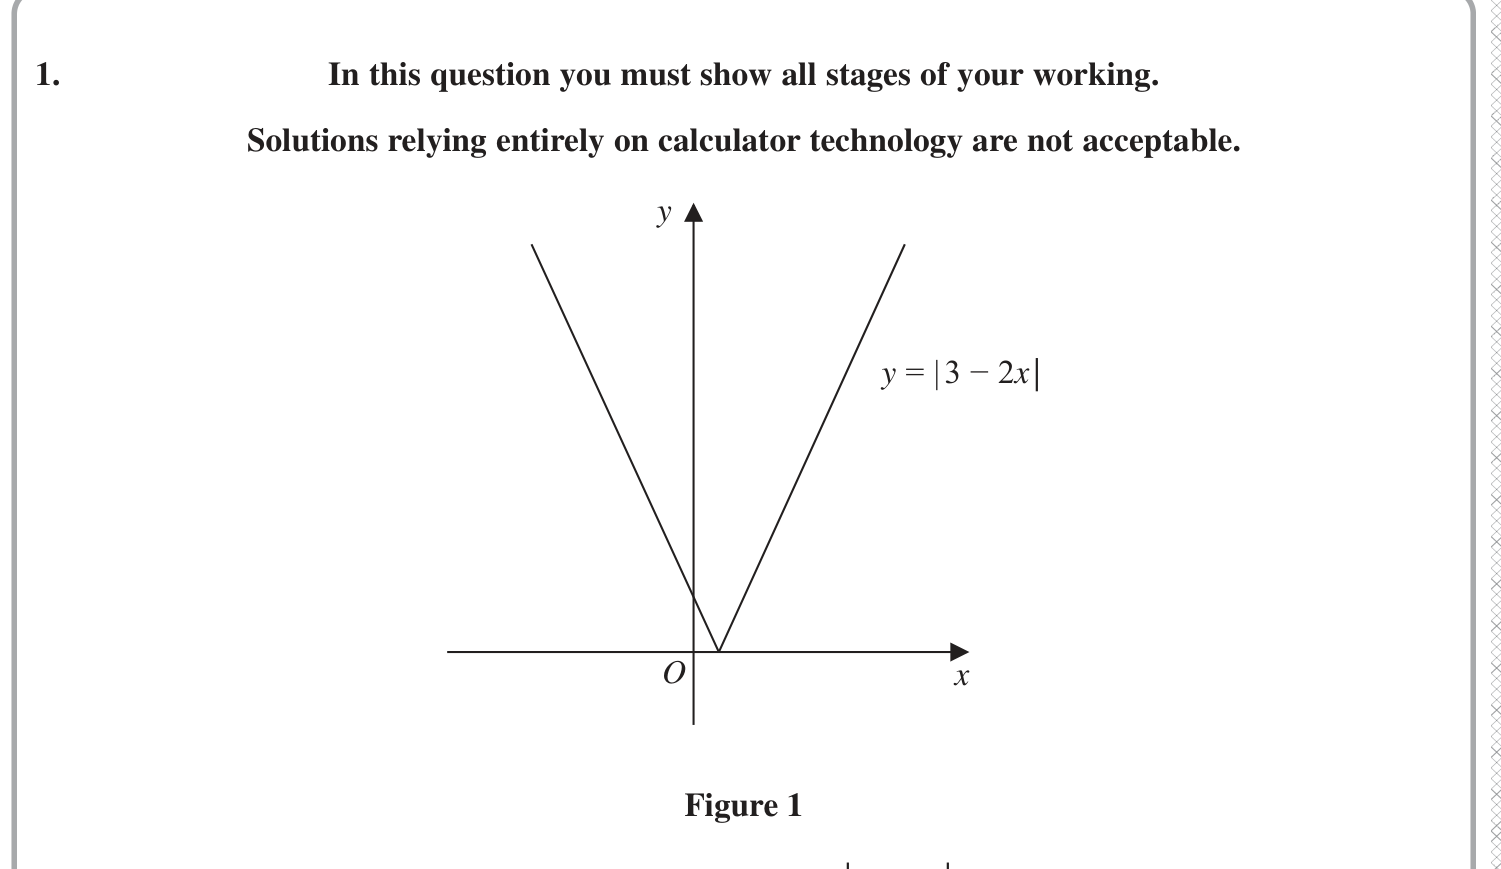 1. In this question you must show all stages of your working.
Solutions relying entirely on calculator technology are not acceptable.
y
y = |3 − 2x|
O
x
Figure 1